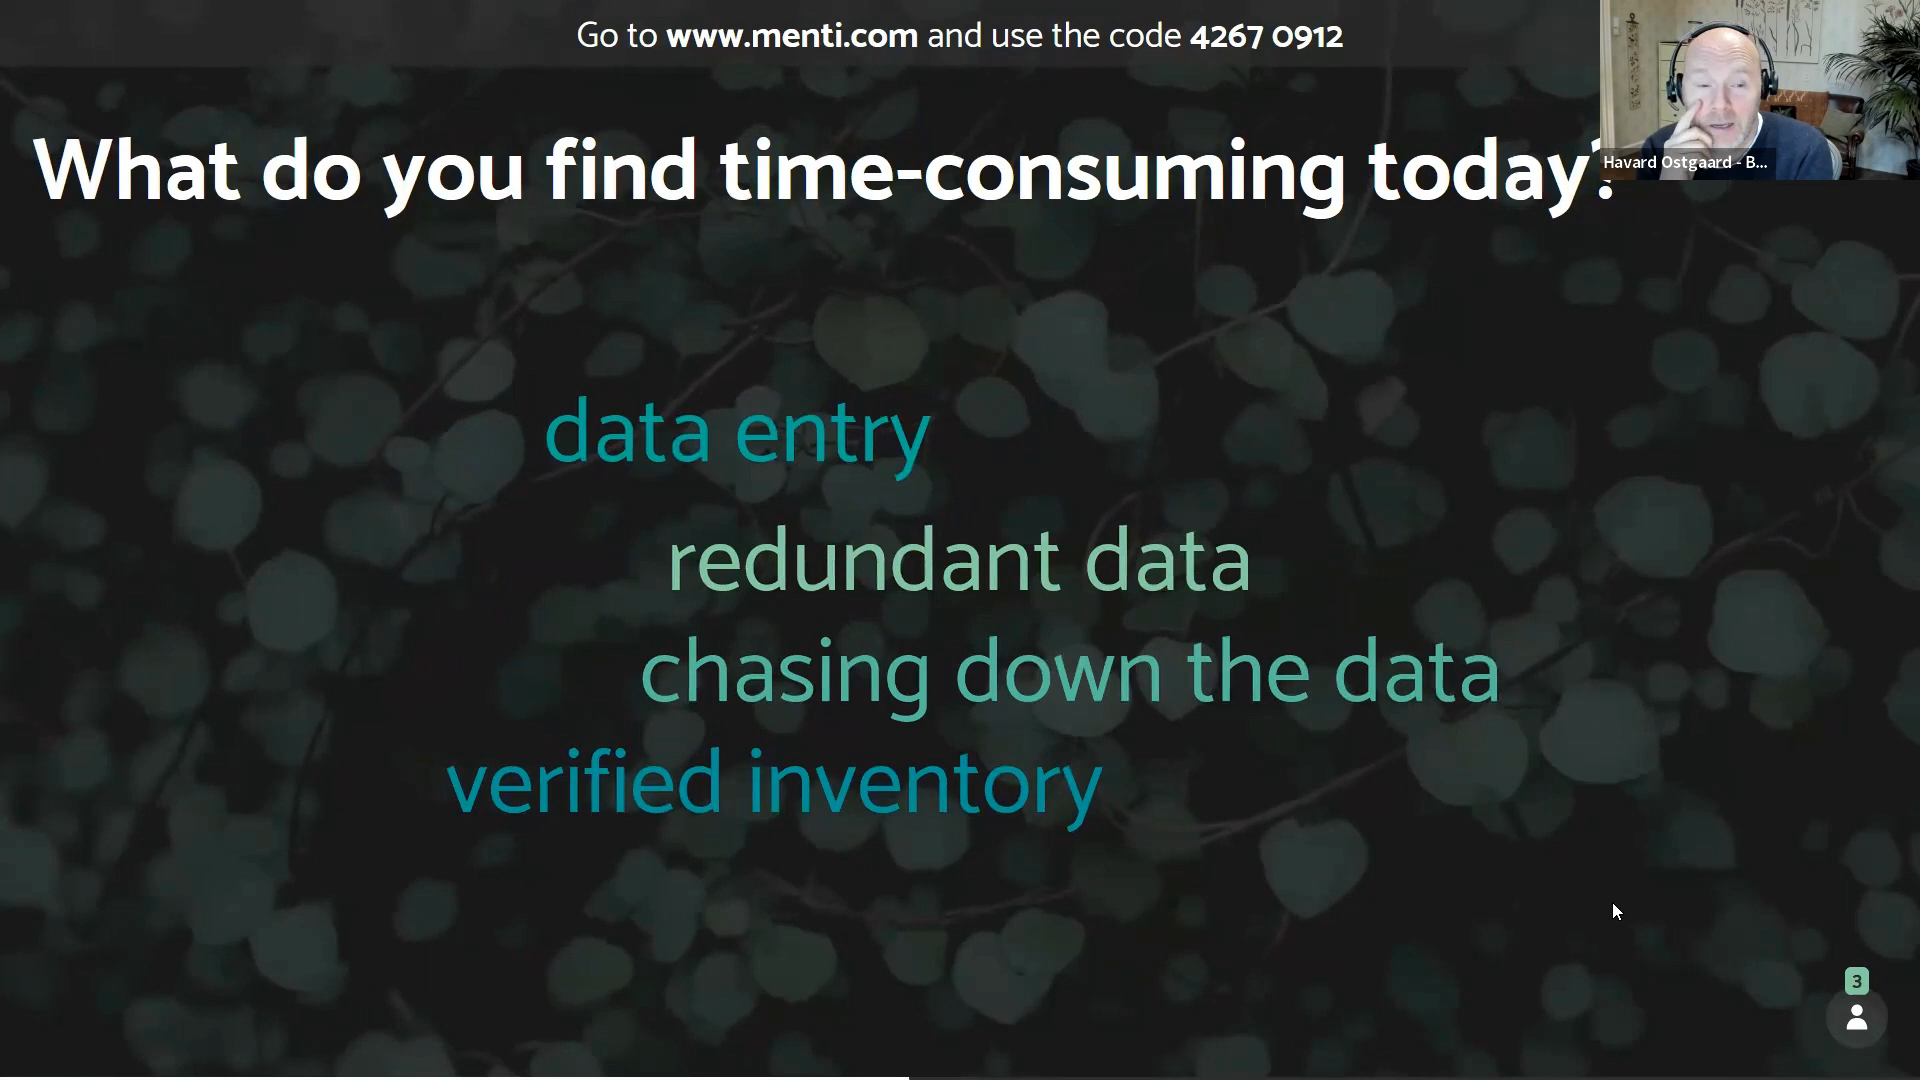 Go to www.menti.com and use the code 4267 0912
What do you find time-consuming today?
Havard Ostgaard - B...
data entry
redundant data
chasing down the data
verified inventory
3